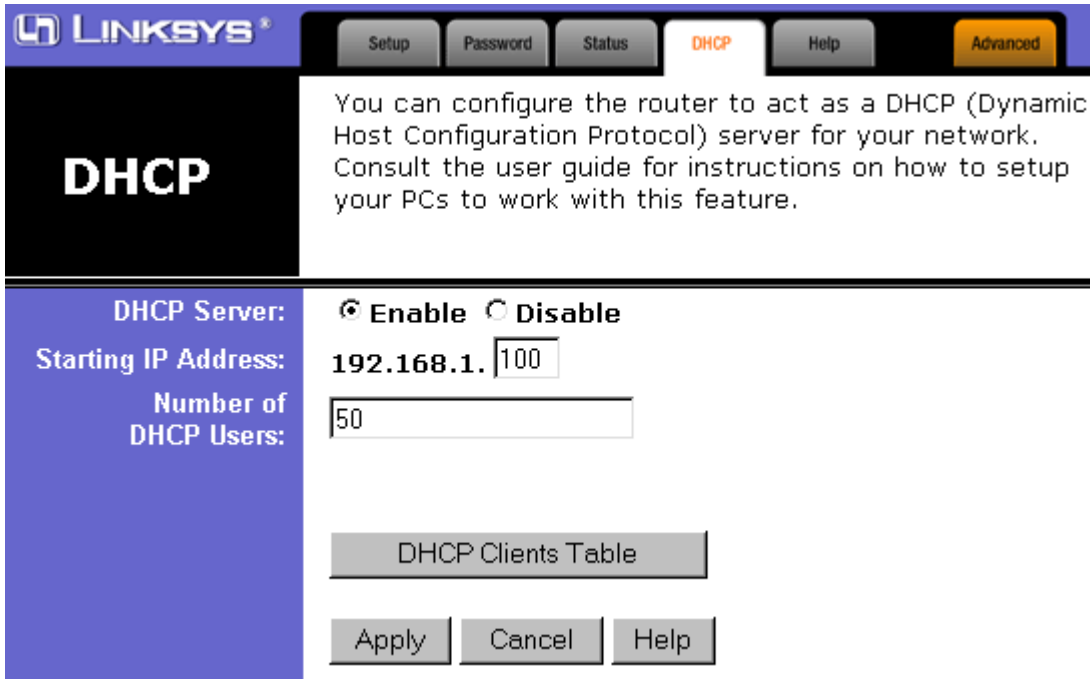 LINKSYS®
Setup Password Status DHCP Help Advanced
DHCP
You can configure the router to act as a DHCP (Dynamic
Host Configuration Protocol) server for your network.
Consult the user guide for instructions on how to setup
your PCs to work with this feature.
DHCP Server: Enable Disable
Starting IP Address: 192.168.1. 100
Number of
DHCP Users: 50
DHCP Clients Table
Apply Cancel Help